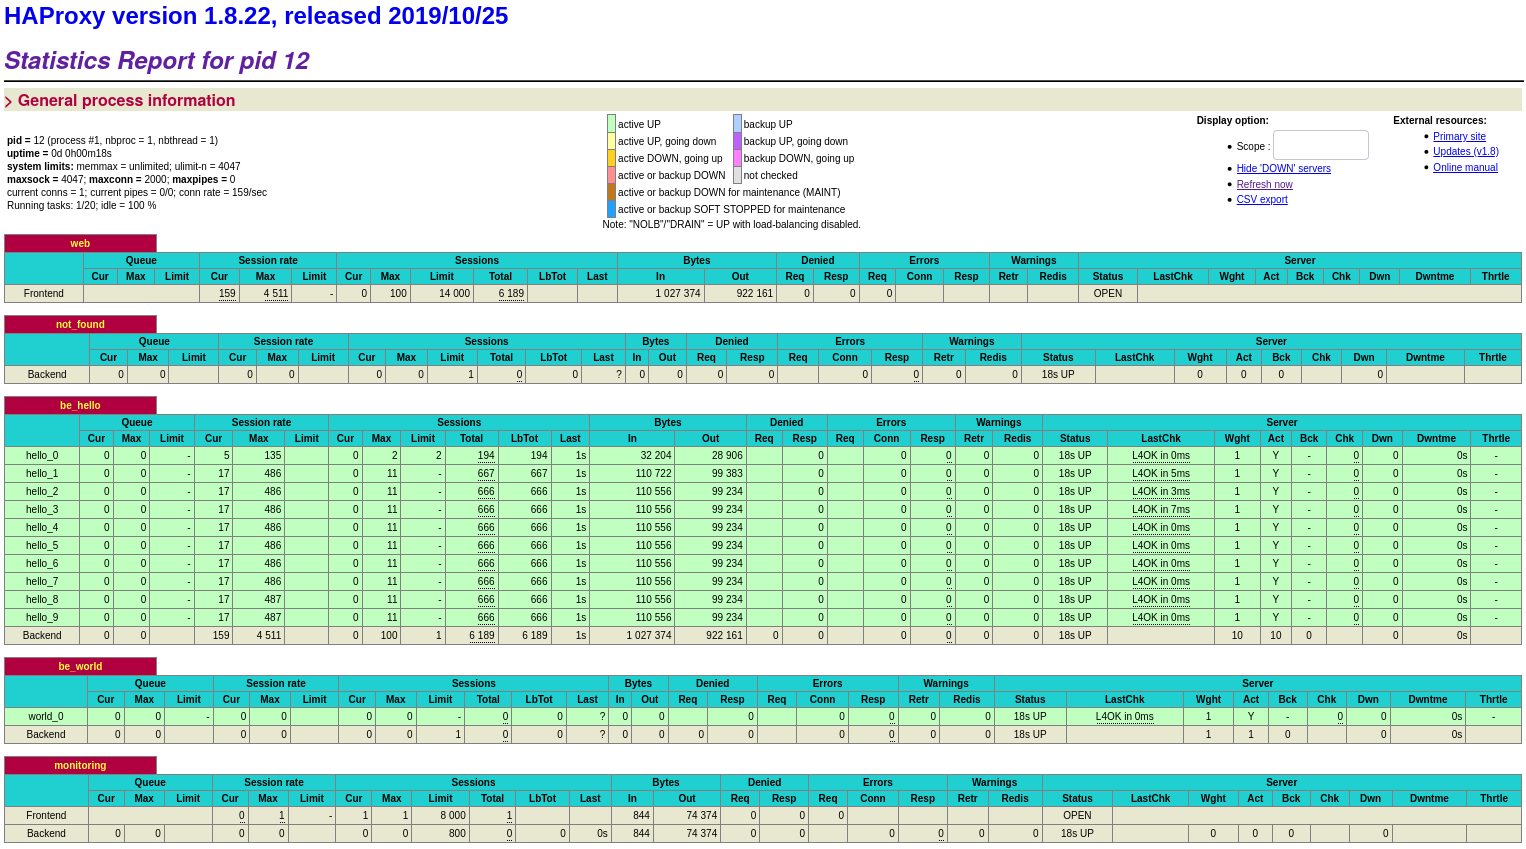 HAProxy version 1.8.22, released 2019/10/25
Statistics Report for pid 12
> General process information
pid = 12 (process #1, nbproc = 1, nbthread = 1)
uptime = 0d 0h00m18s
system limits: memmax = unlimited; ulimit-n = 4047
maxsock = 4047; maxconn = 2000; maxpipes = 0
current conns = 1; current pipes = 0/0; conn rate = 159/sec
Running tasks: 1/20; idle = 100 %
active UP backup UP
active UP, going down backup UP, going down
active DOWN, going up backup DOWN, going up
active or backup DOWN not checked
active or backup DOWN for maintenance (MAINT)
active or backup SOFT STOPPED for maintenance
Note: "NOLB"/"DRAIN" = UP with load-balancing disabled.
Display option:
• Scope :
• Hide 'DOWN' servers
• Refresh now
• CSV export
External resources:
• Primary site
• Updates (v1.8)
• Online manual
web
Queue Session rate Sessions Bytes Denied Errors Warnings Server
Cur Max Limit Cur Max Limit Cur Max Limit Total LbTot Last In Out Req Resp Req Conn Resp Retr Redis Status LastChk Wght Act Bck Chk Dwn Dwntme Thrtle
Frontend 159 4 511 - 0 100 14 000 6 189 1 027 374 922 161 0 0 0 OPEN
not_found
Queue Session rate Sessions Bytes Denied Errors Warnings Server
Cur Max Limit Cur Max Limit Cur Max Limit Total LbTot Last In Out Req Resp Req Conn Resp Retr Redis Status LastChk Wght Act Bck Chk Dwn Dwntme Thrtle
Backend 0 0 0 0 0 0 1 0 0 ? 0 0 0 0 0 0 0 0 18s UP 0 0 0 0
be_hello
Queue Session rate Sessions Bytes Denied Errors Warnings Server
Cur Max Limit Cur Max Limit Cur Max Limit Total LbTot Last In Out Req Resp Req Conn Resp Retr Redis Status LastChk Wght Act Bck Chk Dwn Dwntme Thrtle
hello_0 0 0 - 5 135 0 2 2 194 194 1s 32 204 28 906 0 0 0 0 0 18s UP L4OK in 0ms 1 Y - 0 0 0s -
hello_1 0 0 - 17 486 0 11 - 667 667 1s 110 722 99 383 0 0 0 0 0 18s UP L4OK in 5ms 1 Y - 0 0 0s -
hello_2 0 0 - 17 486 0 11 - 666 666 1s 110 556 99 234 0 0 0 0 0 18s UP L4OK in 3ms 1 Y - 0 0 0s -
hello_3 0 0 - 17 486 0 11 - 666 666 1s 110 556 99 234 0 0 0 0 0 18s UP L4OK in 7ms 1 Y - 0 0 0s -
hello_4 0 0 - 17 486 0 11 - 666 666 1s 110 556 99 234 0 0 0 0 0 18s UP L4OK in 0ms 1 Y - 0 0 0s -
hello_5 0 0 - 17 486 0 11 - 666 666 1s 110 556 99 234 0 0 0 0 0 18s UP L4OK in 0ms 1 Y - 0 0 0s -
hello_6 0 0 - 17 486 0 11 - 666 666 1s 110 556 99 234 0 0 0 0 0 18s UP L4OK in 0ms 1 Y - 0 0 0s -
hello_7 0 0 - 17 486 0 11 - 666 666 1s 110 556 99 234 0 0 0 0 0 18s UP L4OK in 0ms 1 Y - 0 0 0s -
hello_8 0 0 - 17 487 0 11 - 666 666 1s 110 556 99 234 0 0 0 0 0 18s UP L4OK in 0ms 1 Y - 0 0 0s -
hello_9 0 0 - 17 487 0 11 - 666 666 1s 110 556 99 234 0 0 0 0 0 18s UP L4OK in 0ms 1 Y - 0 0 0s -
Backend 0 0 159 4 511 0 100 1 6 189 6 189 1s 1 027 374 922 161 0 0 0 0 0 0 18s UP 10 10 0 0 0s
be_world
Queue Session rate Sessions Bytes Denied Errors Warnings Server
Cur Max Limit Cur Max Limit Cur Max Limit Total LbTot Last In Out Req Resp Req Conn Resp Retr Redis Status LastChk Wght Act Bck Chk Dwn Dwntme Thrtle
world_0 0 0 - 0 0 0 0 - 0 0 ? 0 0 0 0 0 0 0 18s UP L4OK in 0ms 1 Y - 0 0 0s -
Backend 0 0 0 0 0 0 1 0 0 ? 0 0 0 0 0 0 0 0 18s UP 1 1 0 0 0s
monitoring
Queue Session rate Sessions Bytes Denied Errors Warnings Server
Cur Max Limit Cur Max Limit Cur Max Limit Total LbTot Last In Out Req Resp Req Conn Resp Retr Redis Status LastChk Wght Act Bck Chk Dwn Dwntme Thrtle
Frontend 0 1 - 1 1 8 000 1 844 74 374 0 0 0 OPEN
Backend 0 0 0 0 0 0 800 0 0 0s 844 74 374 0 0 0 0 0 0 18s UP 0 0 0 0